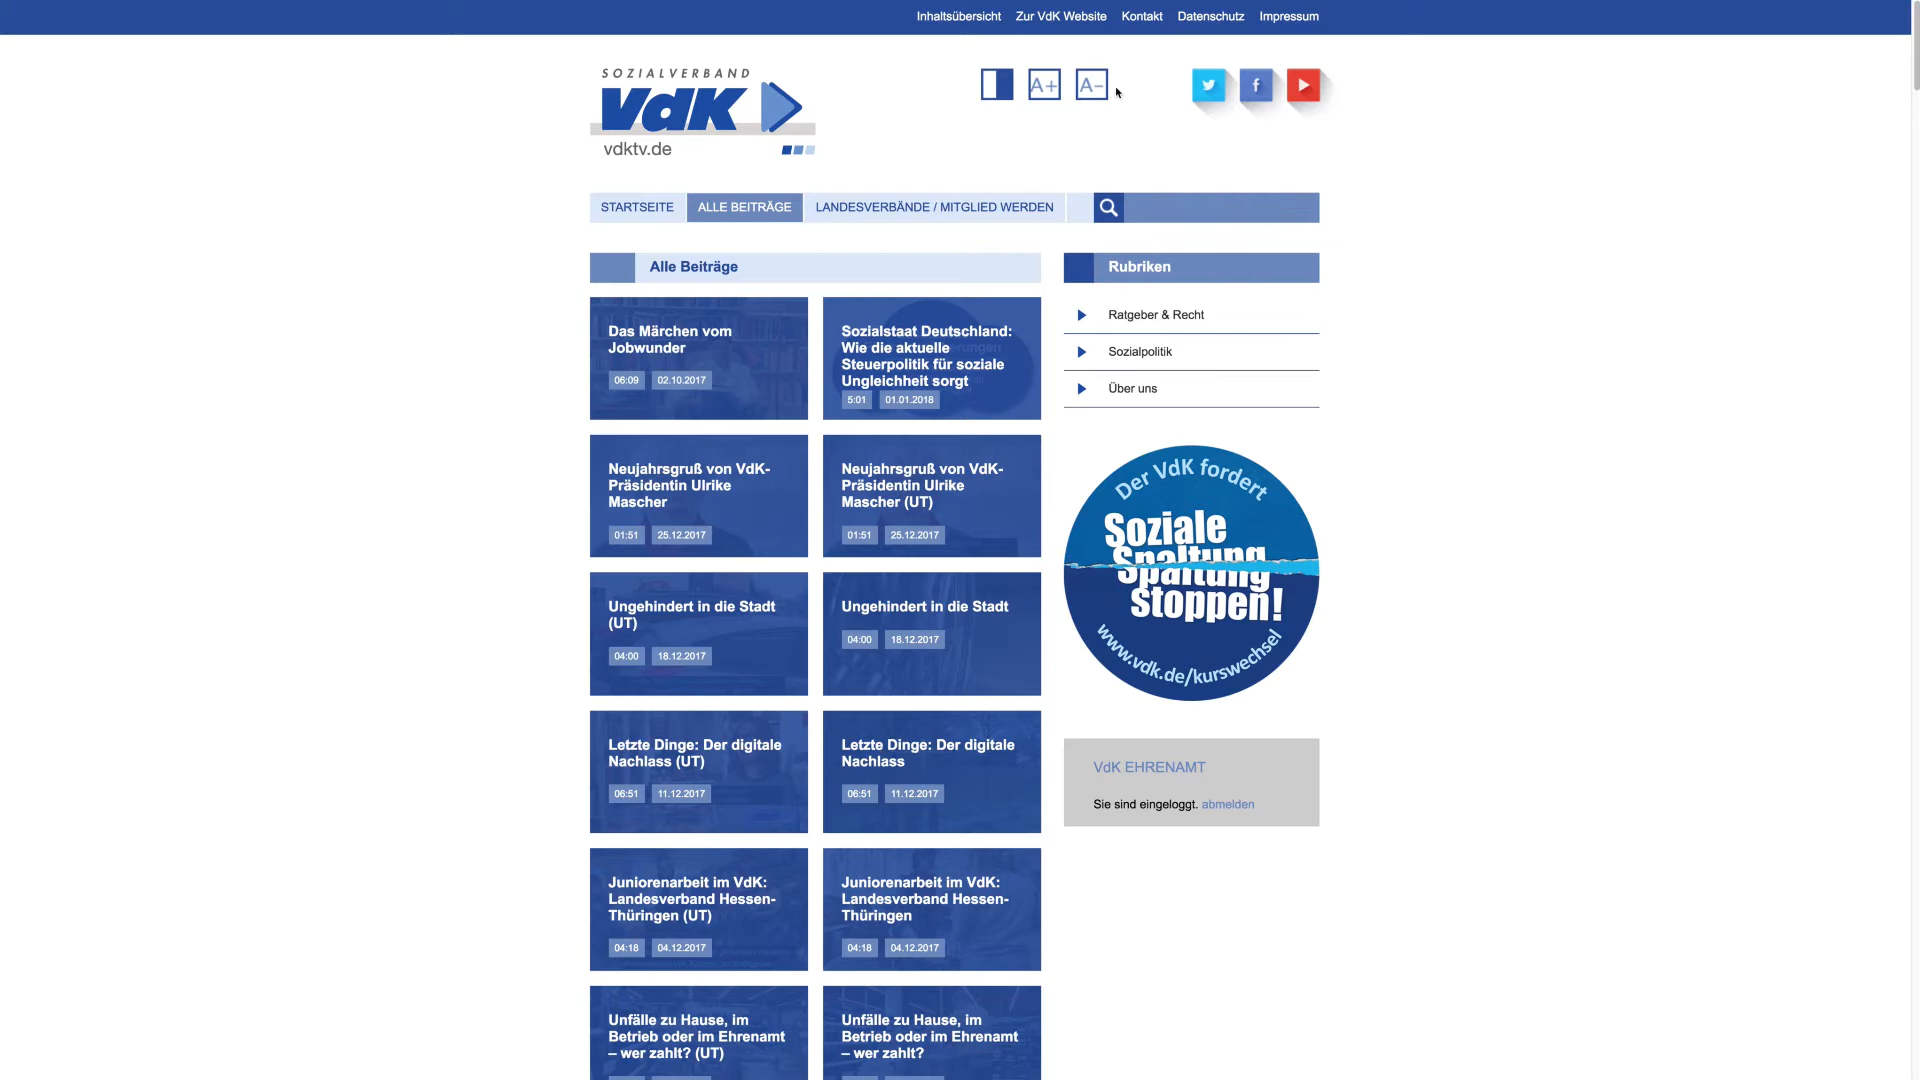 Inhaltsübersicht Zur VdK Website Kontakt Datenschutz Impressum
SOZIALVERBAND
VdK
vdktv.de
A+ A-
STARTSEITE ALLE BEITRÄGE LANDESVERBÄNDE / MITGLIED WERDEN
Alle Beiträge
Das Märchen vom
Jobwunder
06:09 02.10.2017
Sozialstaat Deutschland:
Wie die aktuelle
Steuerpolitik für soziale
Ungleichheit sorgt
5:01 01.01.2018
Neujahrsgruß von VdK-
Präsidentin Ulrike
Mascher
01:51 25.12.2017
Neujahrsgruß von VdK-
Präsidentin Ulrike
Mascher (UT)
01:51 25.12.2017
Ungehindert in die Stadt
(UT)
04:00 18.12.2017
Ungehindert in die Stadt
04:00 18.12.2017
Letzte Dinge: Der digitale
Nachlass (UT)
06:51 11.12.2017
Letzte Dinge: Der digitale
Nachlass
06:51 11.12.2017
Juniorenarbeit im VdK:
Landesverband Hessen-
Thüringen (UT)
04:18 04.12.2017
Juniorenarbeit im VdK:
Landesverband Hessen-
Thüringen
04:18 04.12.2017
Unfälle zu Hause, im
Betrieb oder im Ehrenamt
– wer zahlt? (UT)
Unfälle zu Hause, im
Betrieb oder im Ehrenamt
– wer zahlt?
Rubriken
Ratgeber & Recht
Sozialpolitik
Über uns
Der VdK fordert
Soziale
Spaltung
stoppen!
www.vdk.de/kurswechsel
VdK EHRENAMT
Sie sind eingeloggt. abmelden